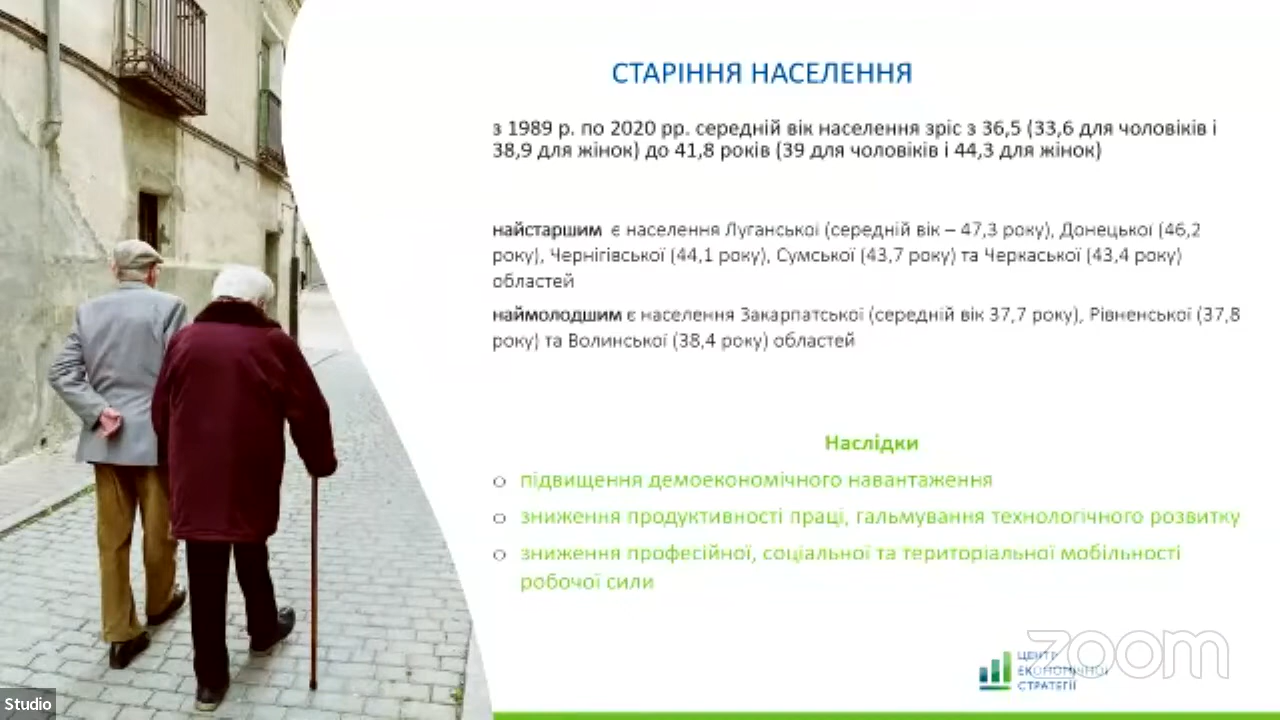 СТАРІННЯ НАСЕЛЕННЯ
з 1989 р. по 2020 рр. середній вік населення зріс з 36,5 (33,6 для чоловіків і
38,9 для жінок) до 41,8 років (39 для чоловіків і 44,3 для жінок)
найстаршим є населення Луганської (середній вік – 47,3 року), Донецької (46,2
року), Чернігівської (44,1 року), Сумської (43,7 року) та Черкаської (43,4 року)
областей
наймолодшим є населення Закарпатської (середній вік 37,7 року), Рівненської (37,8
року) та Волинської (38,4 року) областей
Наслідки
o підвищення демоекономічного навантаження
o зниження продуктивності праці, гальмування технологічного розвитку
o зниження професійної, соціальної та територіальної мобільності
робочої сили
zoom
ЦЕНТР
ЕКОНОМІЧНОЇ
СТРАТЕГІЇ
Studio